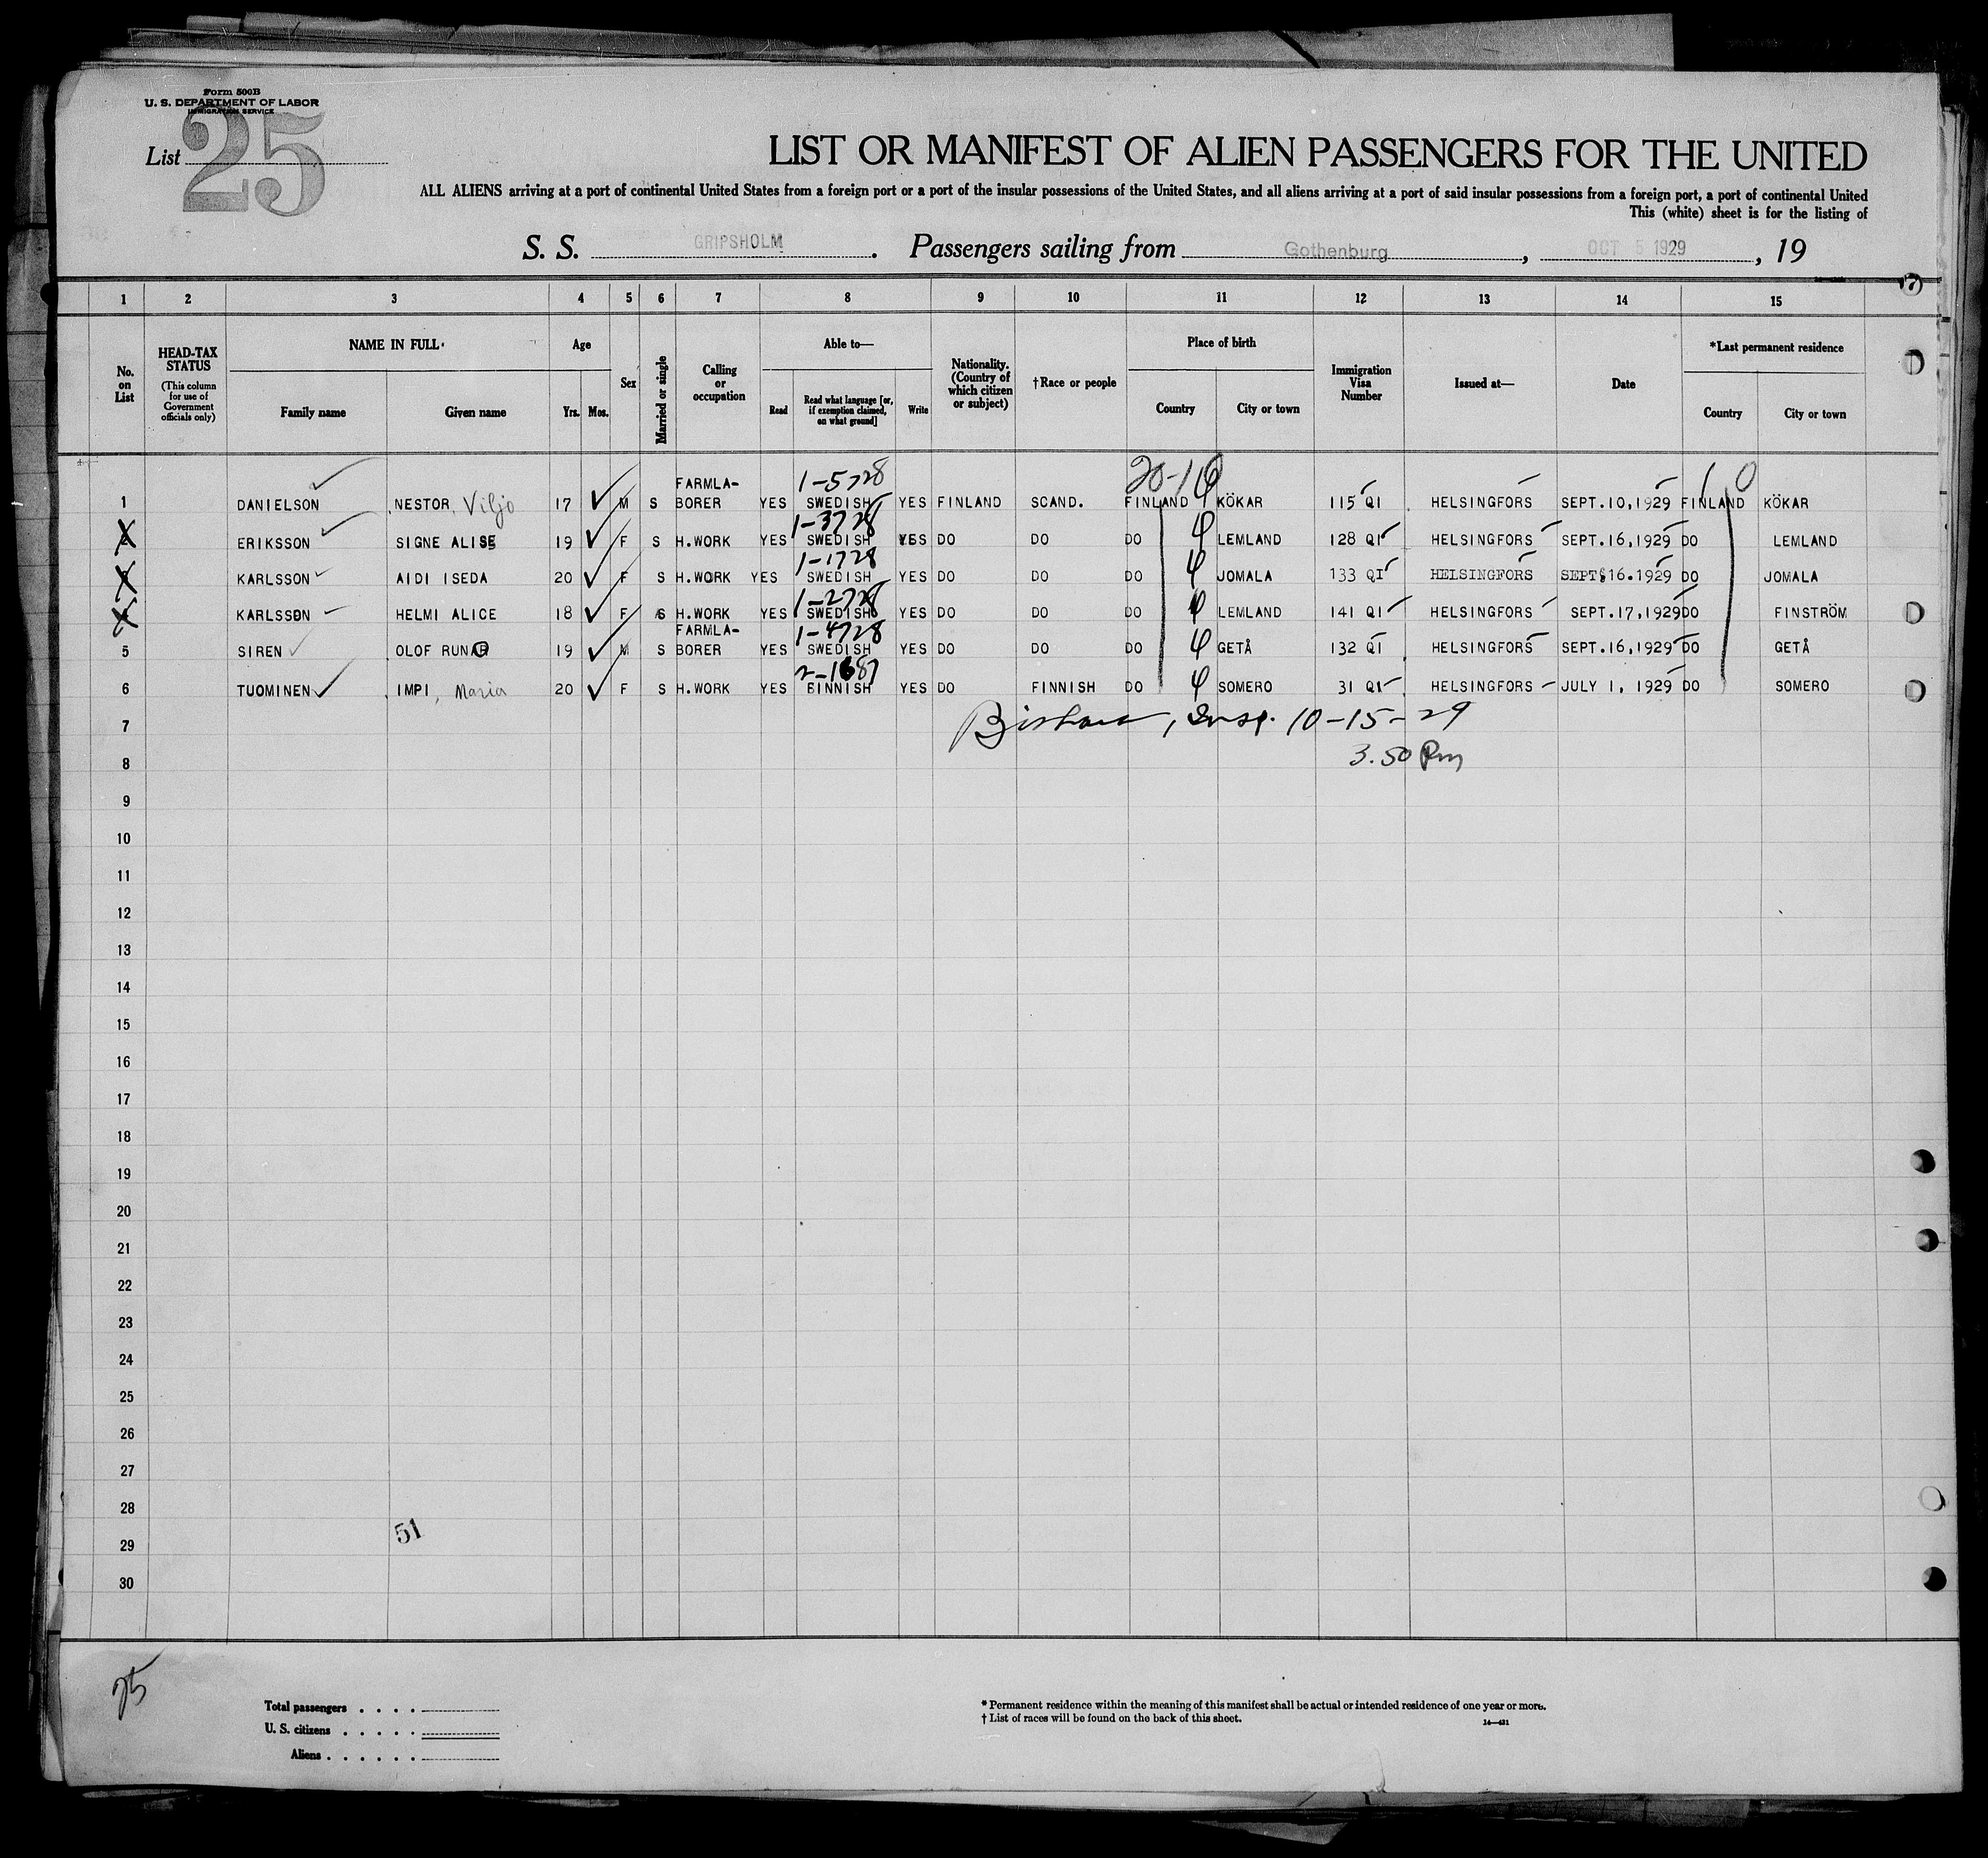 Form 500B
U. S. DEPARTMENT OF LABOR
IMMIGRATION SERVICE
List 25
LIST OR MANIFEST OF ALIEN PASSENGERS FOR THE UNITED
ALL ALIENS arriving at a port of continental United States from a foreign port or a port of the insular possessions of the United States, and all aliens arriving at a port of said insular possessions from a foreign port, a port of continental United
This (white) sheet is for the listing of
S. S. GRIPSHOLM. Passengers sailing from Gothenburg, OCT 5 1929, 19
1 2 3 4 5 6 7 8 9 10 11 12 13 14 15
No. on List
HEAD-TAX STATUS (This column for use of Government officials only)
NAME IN FULL
Family name Given name
Age
Yrs. Mos.
Sex
Married or single
Calling or occupation
Able to—
Read
Read what language [or, if exemption claimed, on what ground]
Write
Nationality. (Country of which citizen or subject)
†Race or people
Place of birth
Country City or town
Immigration Visa Number
Issued at—
Date
*Last permanent residence
Country City or town
1-5728 20-10 10
1 DANIELSON NESTOR, Viljo 17 M S FARMLA-BORER YES SWEDISH YES FINLAND SCAND. FINLAND KÖKAR 115 QI HELSINGFORS SEPT.10,1929 FINLAND KÖKAR
1-3728
ERIKSSON SIGNE ALISE 19 F S H.WORK YES SWEDISH YES DO DO DO LEMLAND 128 QI HELSINGFORS SEPT.16,1929 DO LEMLAND
1-1728
KARLSSON AIDI ISEDA 20 F S H.WORK YES SWEDISH YES DO DO DO JOMALA 133 QI HELSINGFORS SEPT.16.1929 DO JOMALA
1-2728
KARLSSON HELMI ALICE 18 F S H.WORK YES SWEDISH YES DO DO DO LEMLAND 141 QI HELSINGFORS SEPT.17,1929 DO FINSTRÖM
1-4728
5 SIREN OLOF RUNAR 19 M S FARMLA-BORER YES SWEDISH YES DO DO DO GETÅ 132 QI HELSINGFORS SEPT.16,1929 DO GETÅ
6 TUOMINEN IMPI, Maria 20 F S H.WORK YES FINNISH YES DO FINNISH DO SOMERO 31 QI HELSINGFORS JULY 1, 1929 DO SOMERO
7 Insp. 10-15-29
8 3.50 Pm
9
10
11
12
13
14
15
16
17
18
19
20
21
22
23
24
25
26
27
28
51
29
30
25
Total passengers . . . .
U. S. citizens . . . . .
Aliens . . . . . .
* Permanent residence within the meaning of this manifest shall be actual or intended residence of one year or more.
† List of races will be found on the back of this sheet.
14—431